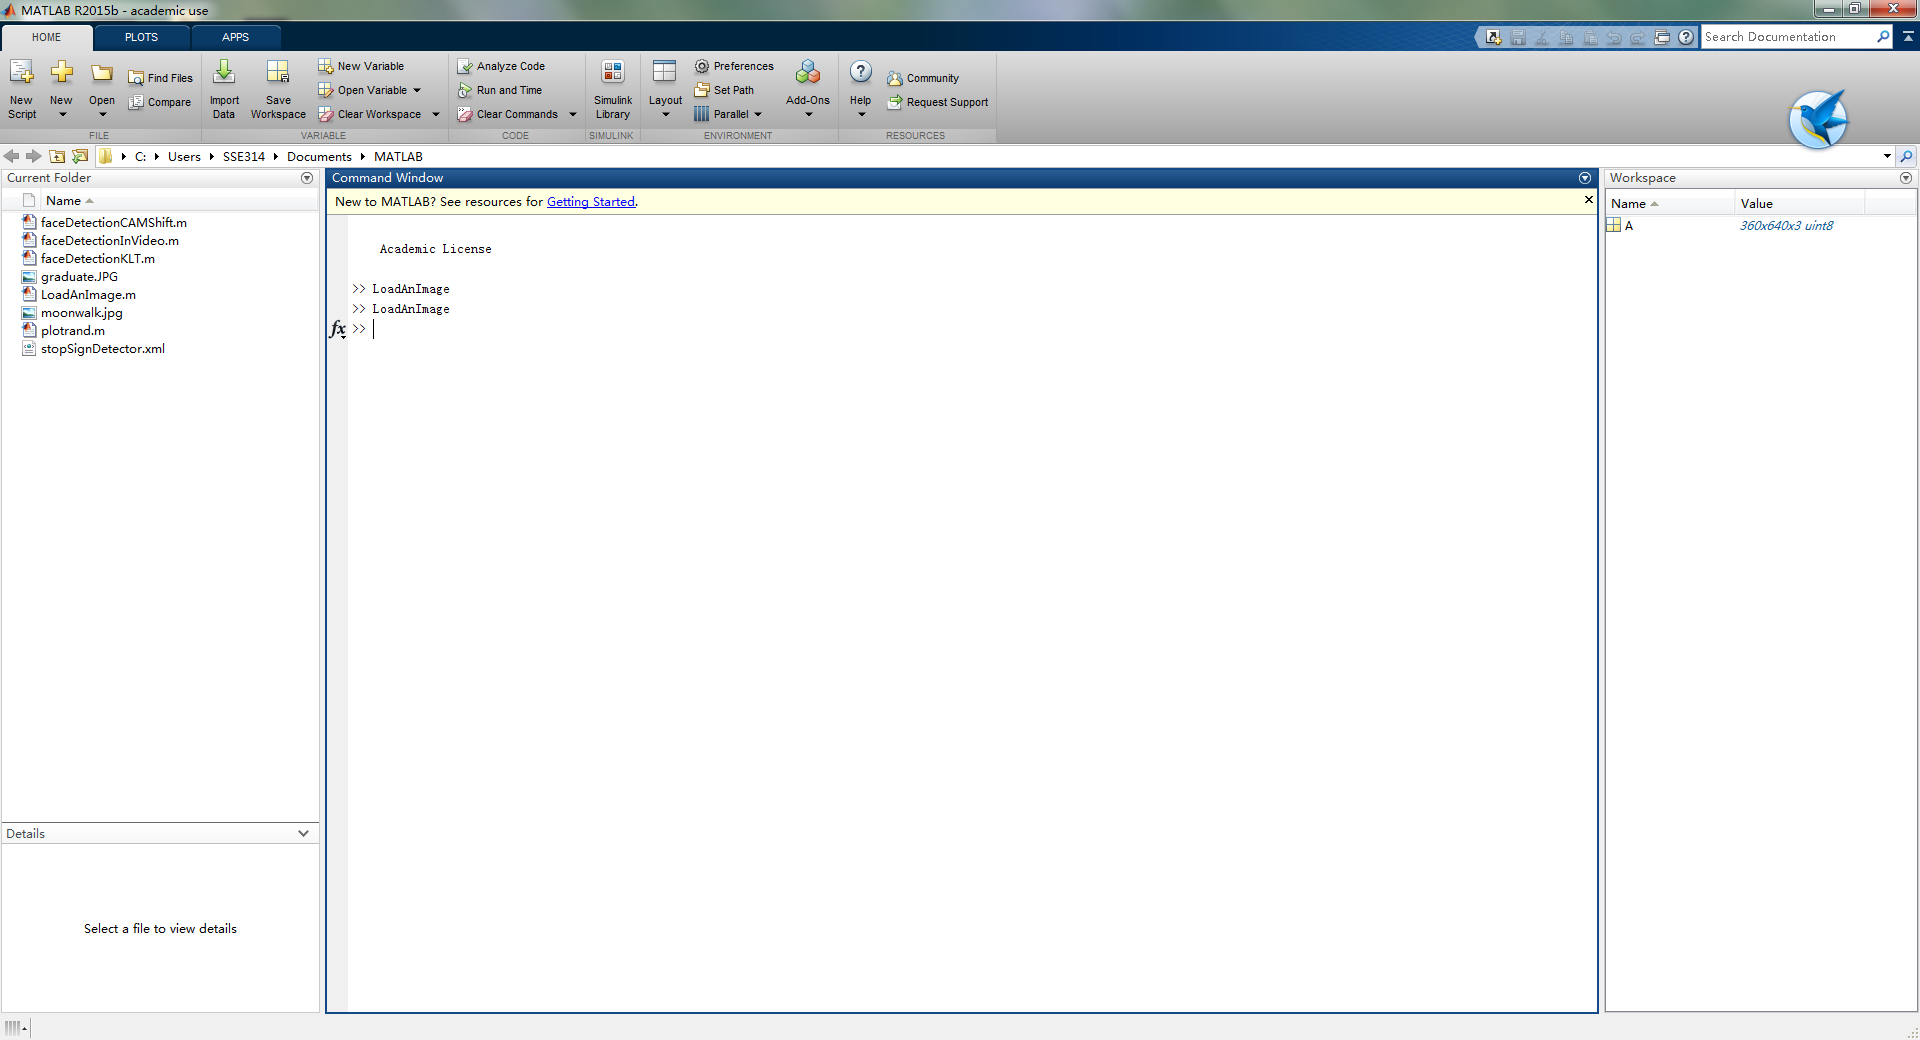 MATLAB R2015b - academic use
HOME PLOTS APPS
Search Documentation
New Script
New
Open
Find Files
Compare
FILE
Import Data
Save Workspace
New Variable
Open Variable
Clear Workspace
VARIABLE
Analyze Code
Run and Time
Clear Commands
CODE
Simulink Library
SIMULINK
Layout
Preferences
Set Path
Parallel
Add-Ons
ENVIRONMENT
Help
Community
Request Support
RESOURCES
C: Users SSE314 Documents MATLAB
Current Folder
Name
faceDetectionCAMShift.m
faceDetectionInVideo.m
faceDetectionKLT.m
graduate.JPG
LoadAnImage.m
moonwalk.jpg
plotrand.m
stopSignDetector.xml
Details
Select a file to view details
Command Window
New to MATLAB? See resources for Getting Started.
Academic License
>> LoadAnImage
>> LoadAnImage
fx >>
Workspace
Name Value
A 360x640x3 uint8